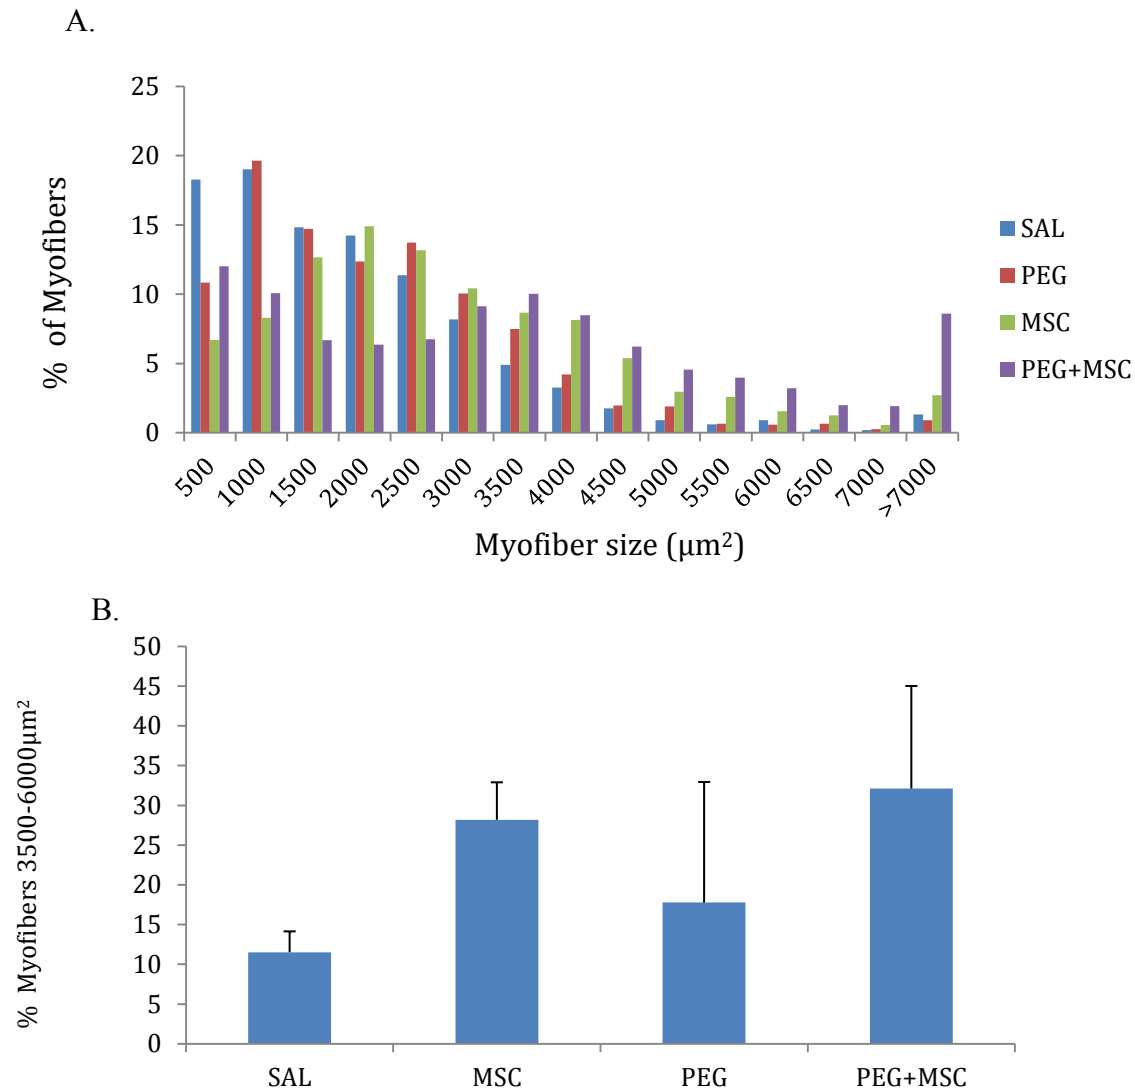 A.
25
20
15
10
5
0
% of Myofibers
500 1000 1500 2000 2500 3000 3500 4000 4500 5000 5500 6000 6500 7000 >7000
Myofiber size (μm²)
SAL
PEG
MSC
PEG+MSC
B.
50
45
40
35
30
25
20
15
10
5
0
% Myofibers 3500-6000μm²
SAL MSC PEG PEG+MSC